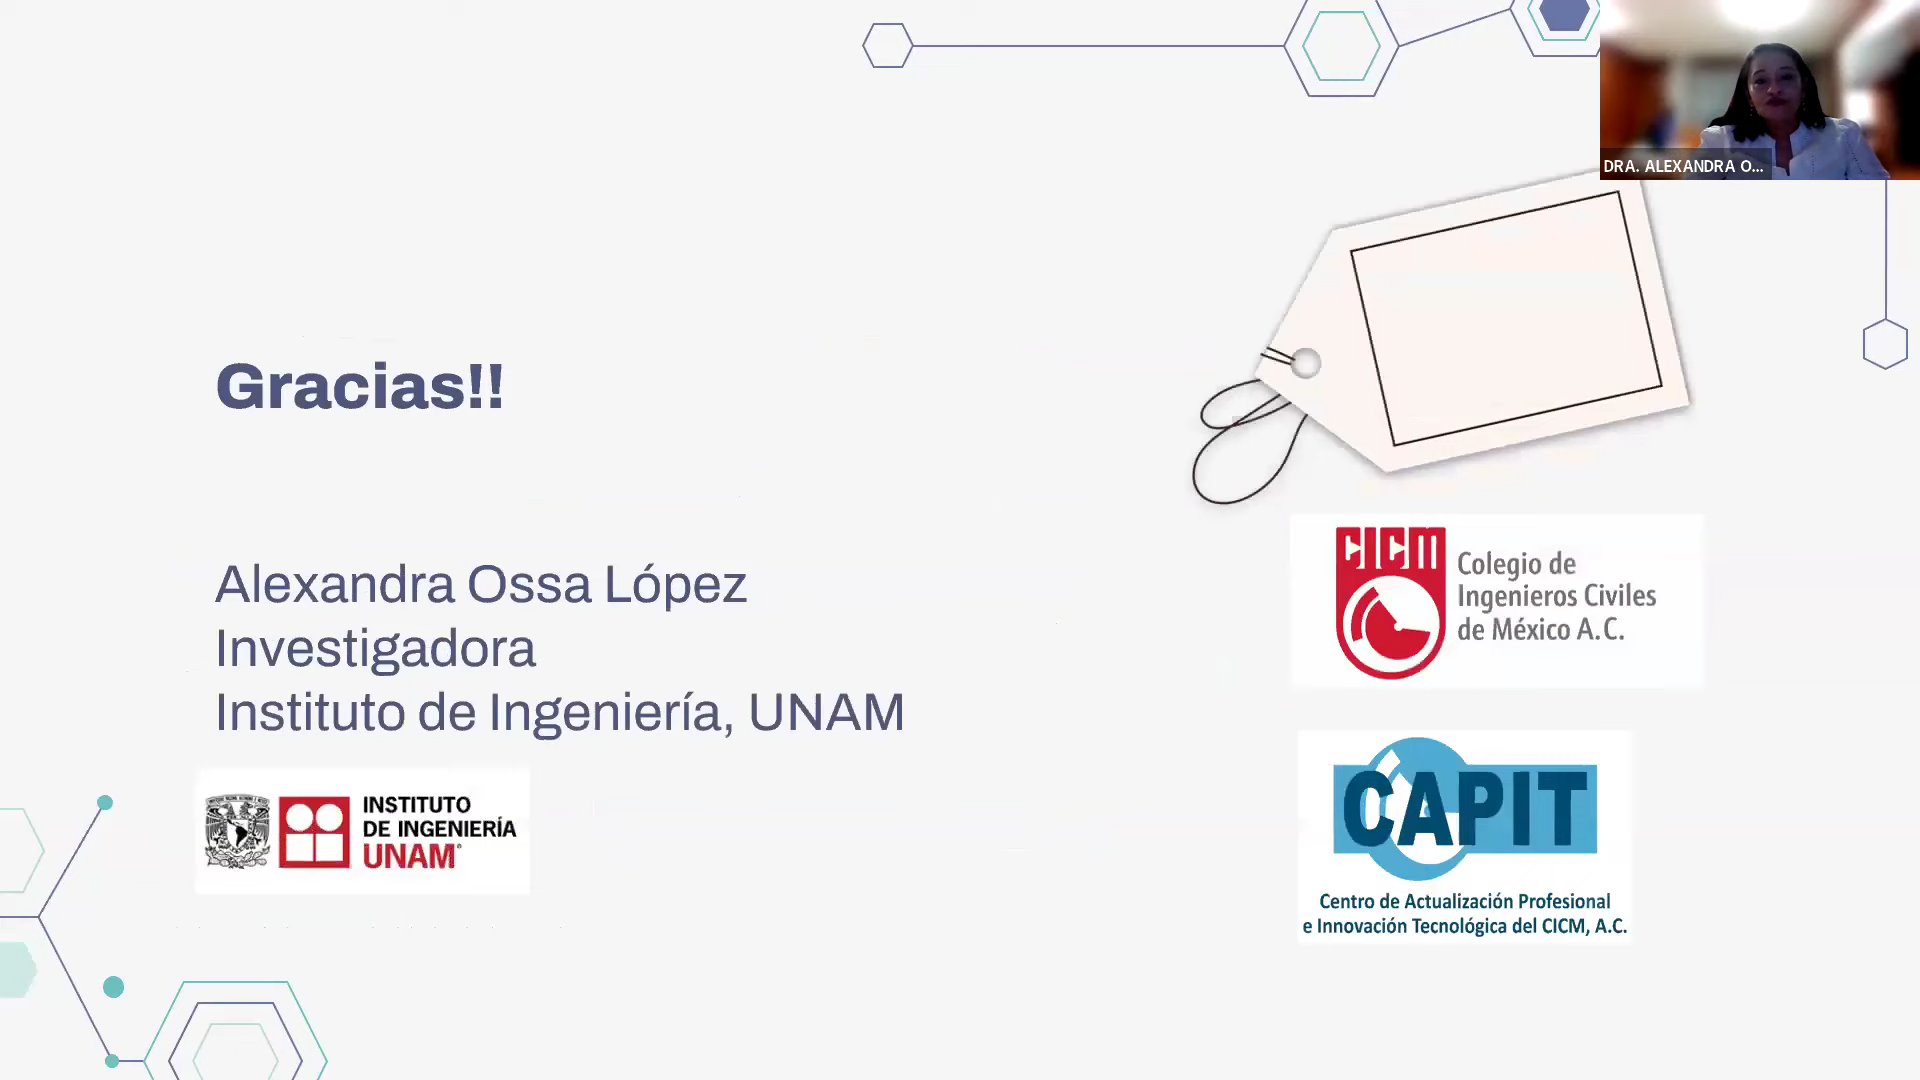 DRA. ALEXANDRA O...
Gracias!!
Alexandra Ossa López
Investigadora
Instituto de Ingeniería, UNAM
INSTITUTO
DE INGENIERÍA
UNAM
CICM
Colegio de
Ingenieros Civiles
de México A.C.
CAPIT
Centro de Actualización Profesional
e Innovación Tecnológica del CICM, A.C.